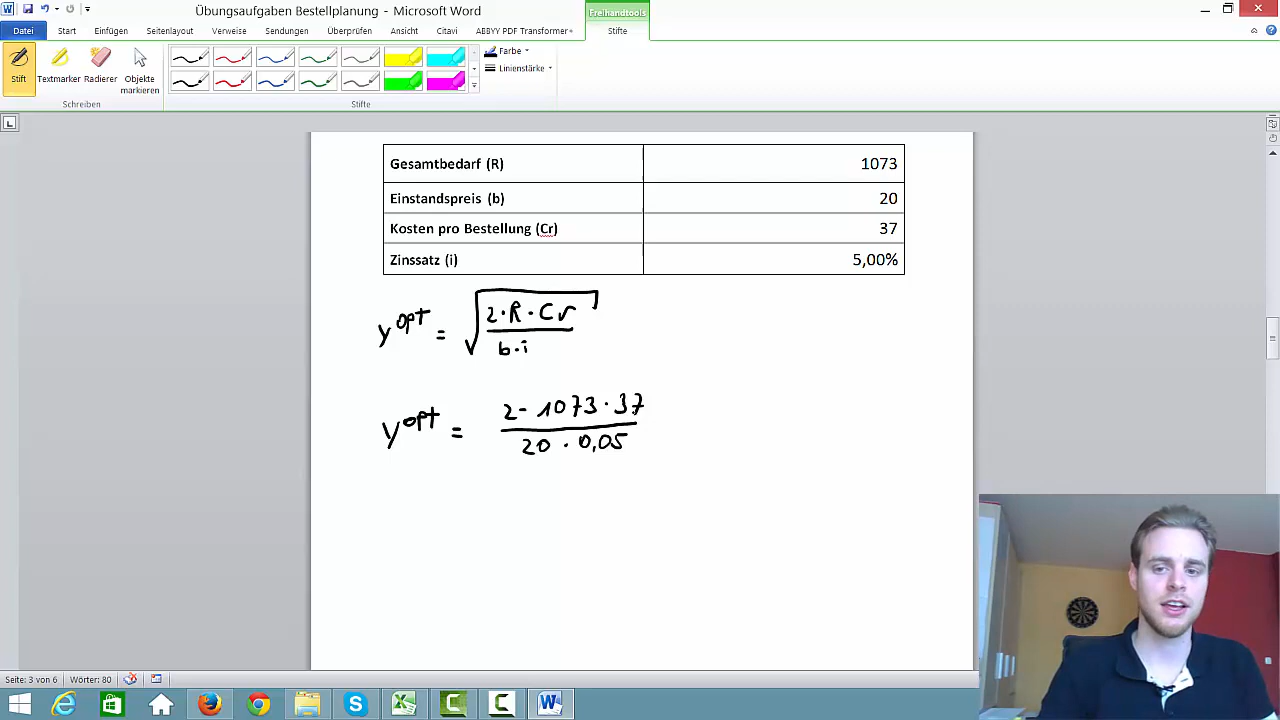 Übungsaufgaben Bestellplanung - Microsoft Word
Freihandtools
Datei Start Einfügen Seitenlayout Verweise Sendungen Überprüfen Ansicht Citavi ABBYY PDF Transformer+ Stifte
Stift Textmarker Radierer Objekte markieren
Farbe
Linienstärke
Schreiben Stifte
Gesamtbedarf (R) 1073
Einstandspreis (b) 20
Kosten pro Bestellung (Cr) 37
Zinssatz (i) 5,00%
y^opt = √(2·R·Cr
b·i)
y^opt = 2 - 1073 · 37
20 · 0,05
Seite: 3 von 6 Wörter: 80